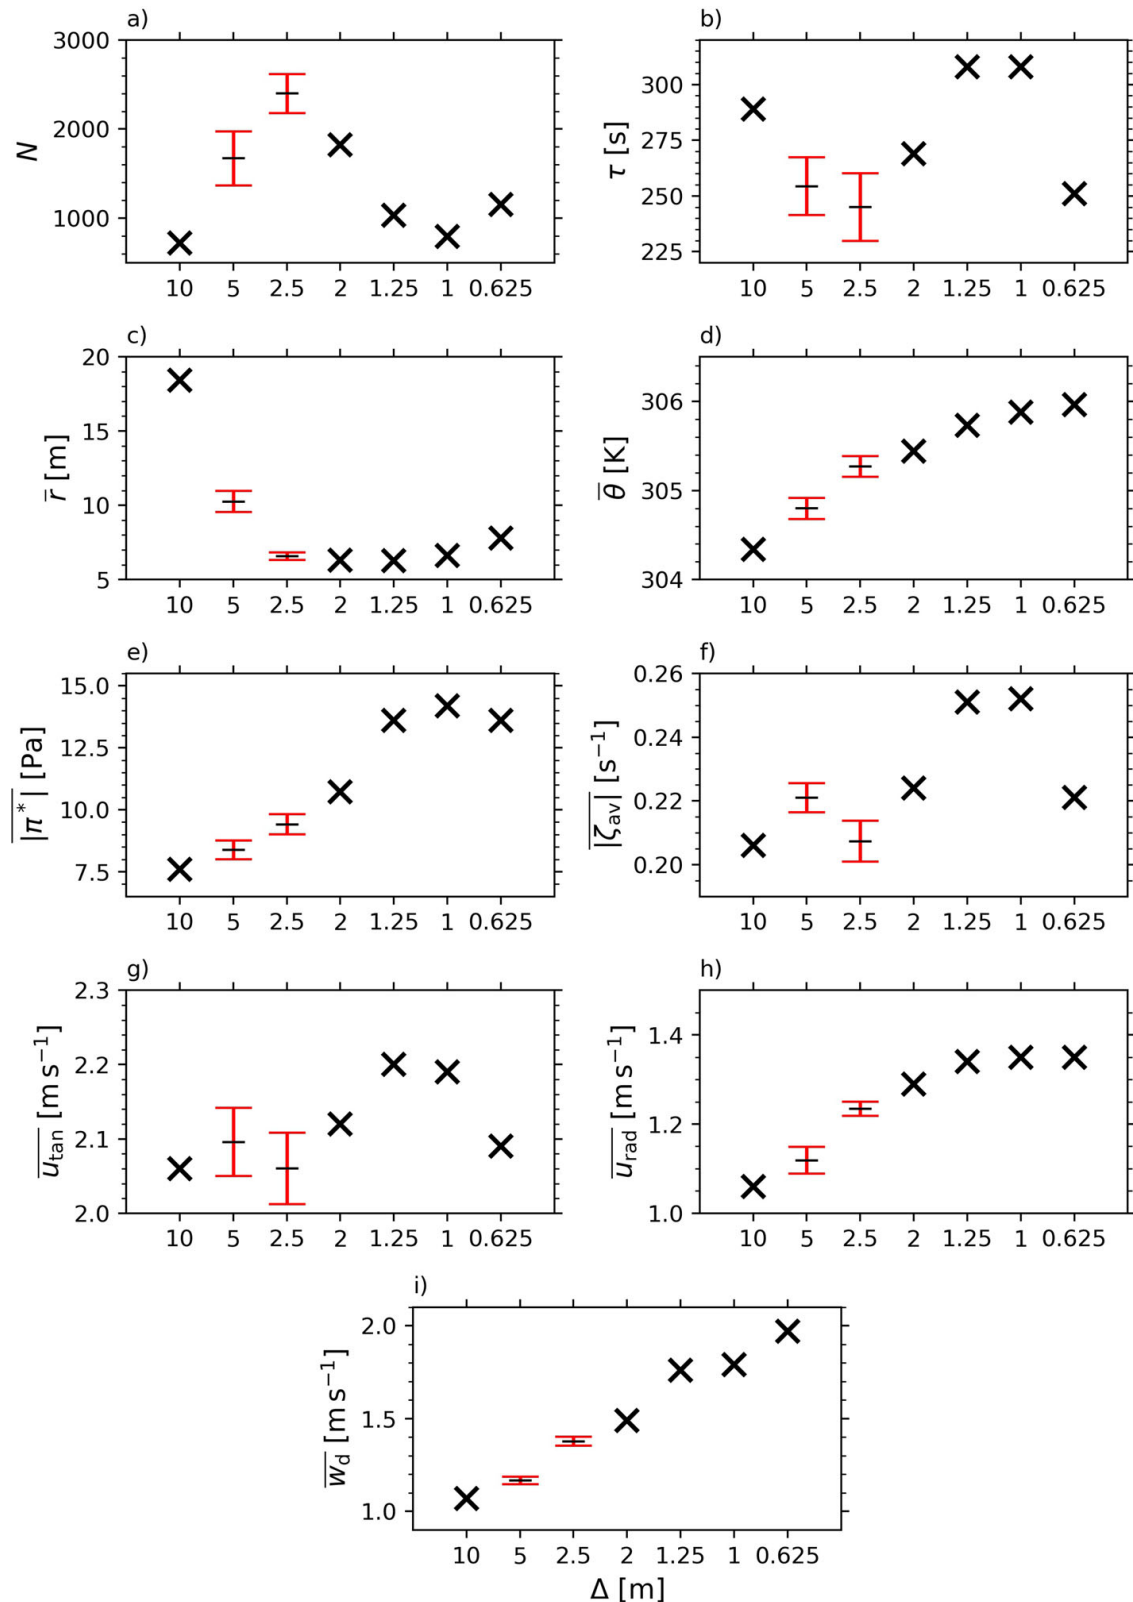 a)
3000
2000
1000
N
10 5 2.5 2 1.25 1 0.625
b)
300
275
250
225
τ [s]
10 5 2.5 2 1.25 1 0.625
c)
20
15
10
5
r̅ [m]
10 5 2.5 2 1.25 1 0.625
d)
306
305
304
θ̅ [K]
10 5 2.5 2 1.25 1 0.625
e)
15.0
12.5
10.0
7.5
|π*| [Pa]
10 5 2.5 2 1.25 1 0.625
f)
0.26
0.24
0.22
0.20
|ζav| [s⁻¹]
10 5 2.5 2 1.25 1 0.625
g)
2.3
2.2
2.1
2.0
utan [m s⁻¹]
10 5 2.5 2 1.25 1 0.625
h)
1.4
1.2
1.0
urad [m s⁻¹]
10 5 2.5 2 1.25 1 0.625
i)
2.0
1.5
1.0
wd [m s⁻¹]
10 5 2.5 2 1.25 1 0.625
Δ [m]